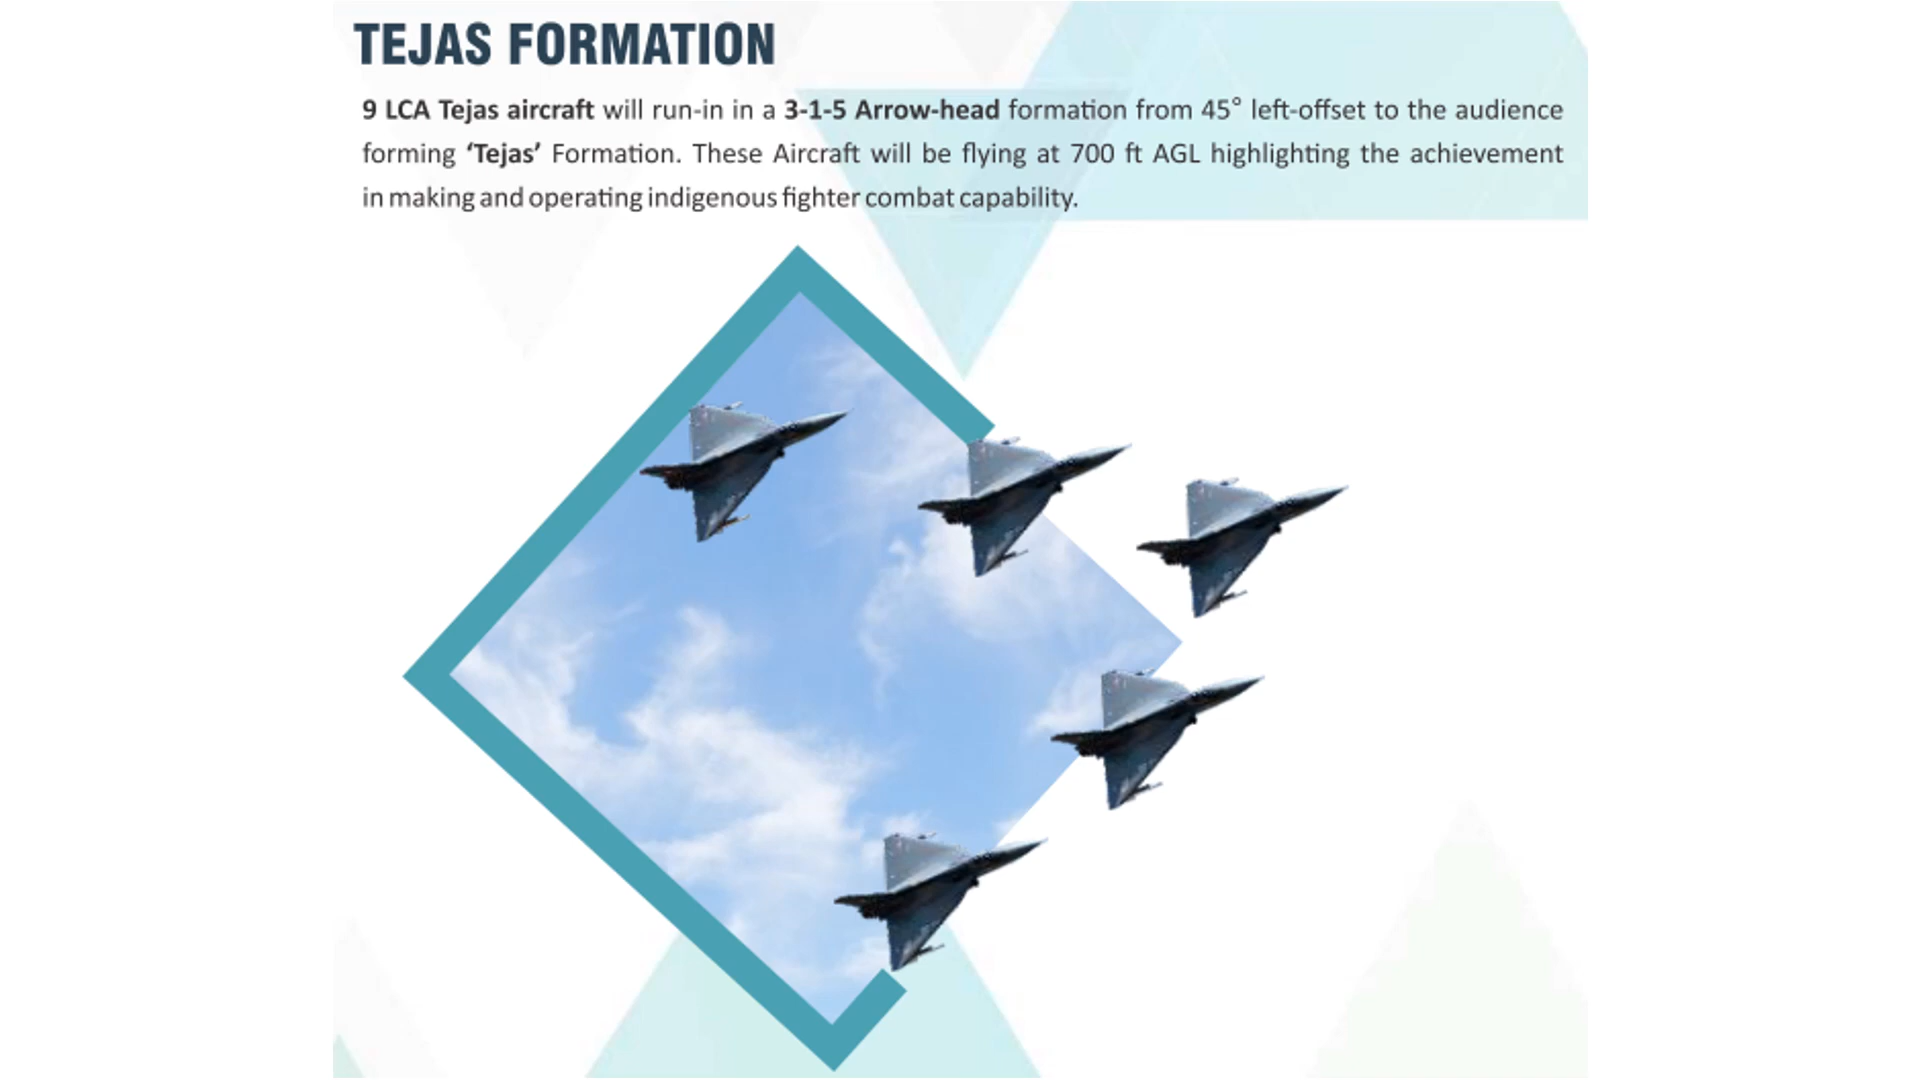 TEJAS FORMATION
9 LCA Tejas aircraft will run-in in a 3-1-5 Arrow-head formation from 45° left-offset to the audience
forming ‘Tejas’ Formation. These Aircraft will be flying at 700 ft AGL highlighting the achievement
in making and operating indigenous fighter combat capability.